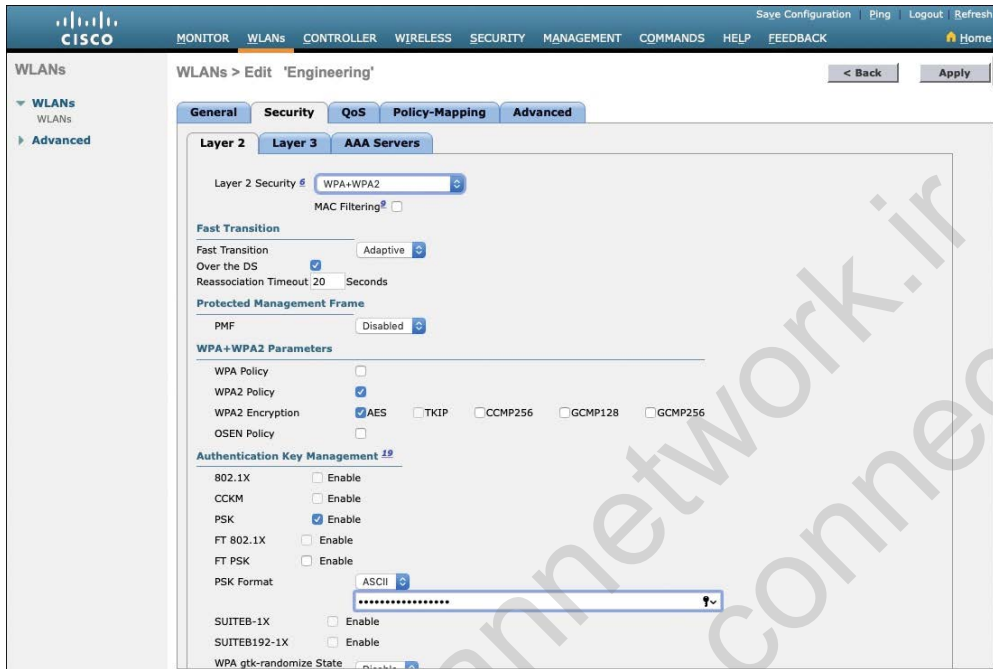 Save Configuration | Ping | Logout | Refresh
CISCO
MONITOR WLANs CONTROLLER WIRELESS SECURITY MANAGEMENT COMMANDS HELP FEEDBACK Home
WLANs
WLANs > Edit 'Engineering'
< Back
Apply
WLANs
WLANs
Advanced
General Security QoS Policy-Mapping Advanced
Layer 2 Layer 3 AAA Servers
Layer 2 Security 6 WPA+WPA2
MAC Filtering 9
Fast Transition
Fast Transition Adaptive
Over the DS
Reassociation Timeout 20 Seconds
Protected Management Frame
PMF Disabled
WPA+WPA2 Parameters
WPA Policy
WPA2 Policy
WPA2 Encryption AES TKIP CCMP256 GCMP128 GCMP256
OSEN Policy
Authentication Key Management 19
802.1X Enable
CCKM Enable
PSK Enable
FT 802.1X Enable
FT PSK Enable
PSK Format ASCII
•••••••••••••••••
SUITEB-1X Enable
SUITEB192-1X Enable
WPA gtk-randomize State Disable
annetwork.ir
conne